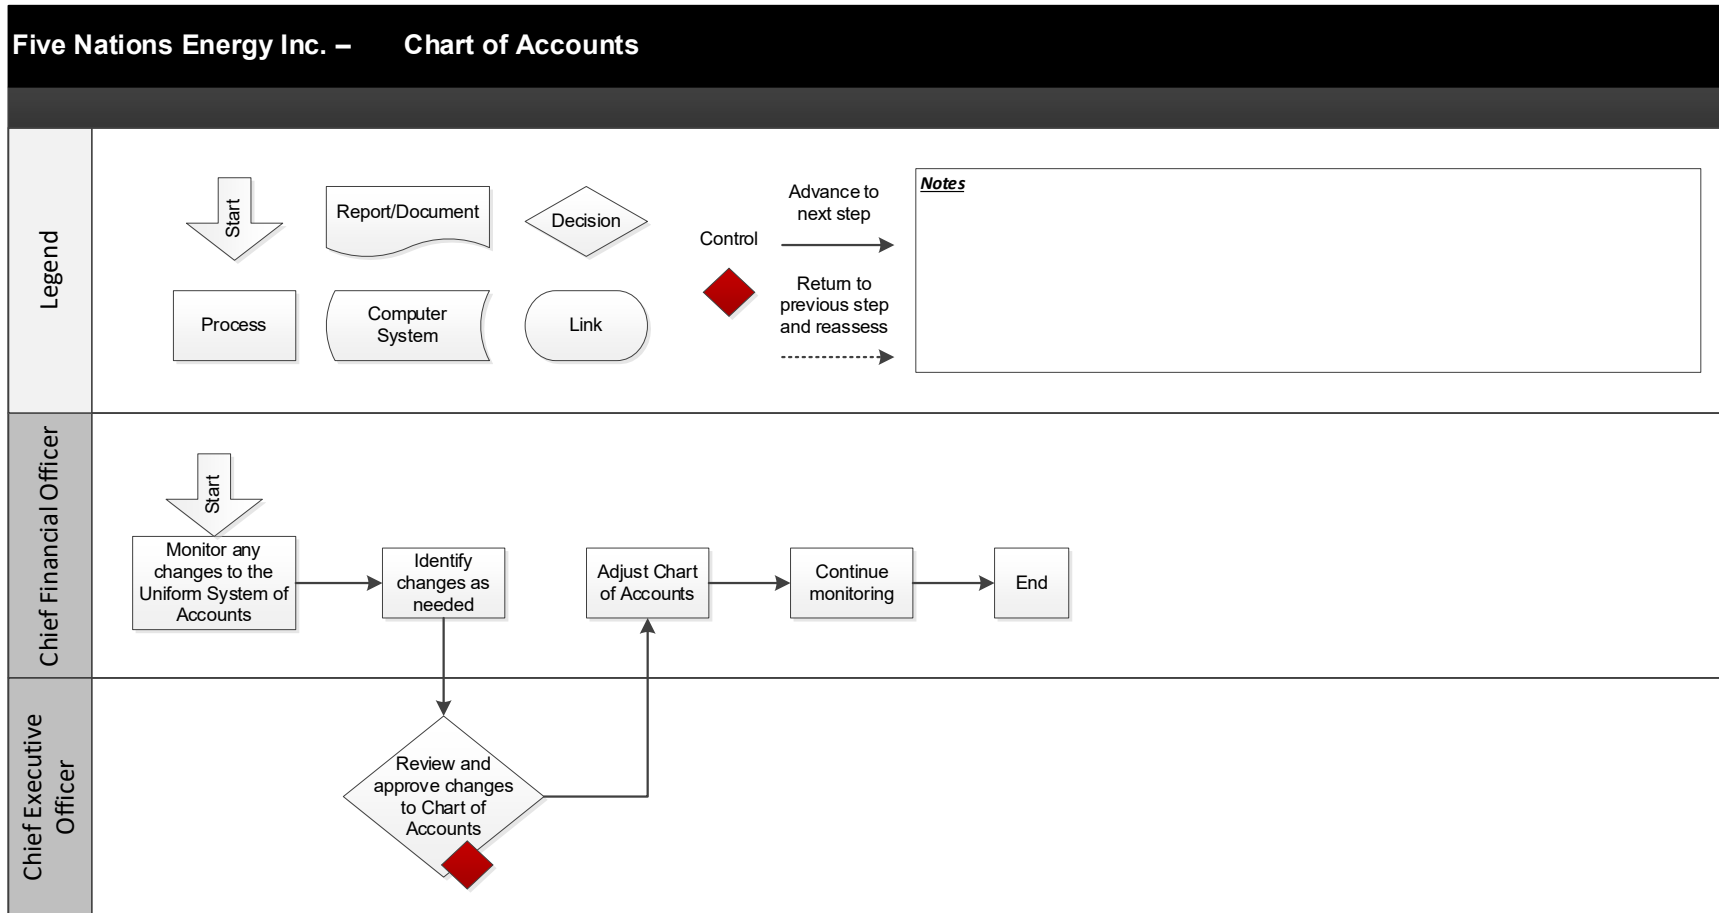 Five Nations Energy Inc. – Chart of Accounts
Legend
Start
Report/Document
Decision
Process
Computer
System
Link
Control
Advance to
next step
Return to
previous step
and reassess
Notes
Chief Financial Officer
Start
Monitor any
changes to the
Uniform System of
Accounts
Identify
changes as
needed
Adjust Chart
of Accounts
Continue
monitoring
End
Chief Executive
Officer
Review and
approve changes
to Chart of
Accounts